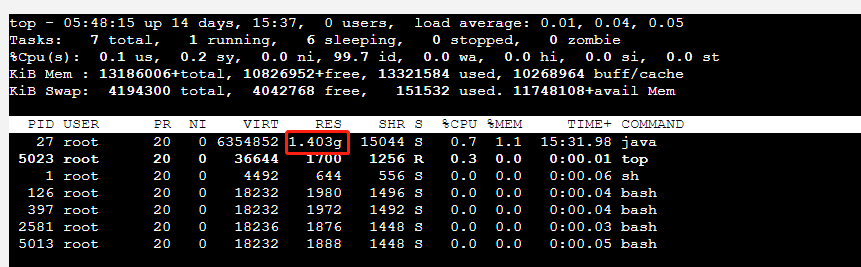 top - 05:48:15 up 14 days, 15:37,  0 users,  load average: 0.01, 0.04, 0.05
Tasks:   7 total,   1 running,   6 sleeping,   0 stopped,   0 zombie
%Cpu(s):  0.1 us,  0.2 sy,  0.0 ni, 99.7 id,  0.0 wa,  0.0 hi,  0.0 si,  0.0 st
KiB Mem : 13186006+total, 10826952+free, 13321584 used, 10268964 buff/cache
KiB Swap:  4194300 total,  4042768 free,   151532 used. 11748108+avail Mem
PID USER      PR  NI    VIRT    RES    SHR S  %CPU %MEM     TIME+ COMMAND
27 root      20   0 6354852 1.403g  15044 S   0.7  1.1  15:31.98 java
5023 root      20   0   36644   1700   1256 R   0.3  0.0   0:00.01 top
1 root      20   0    4492    644    556 S   0.0  0.0   0:00.06 sh
126 root      20   0   18232   1980   1496 S   0.0  0.0   0:00.04 bash
397 root      20   0   18232   1972   1492 S   0.0  0.0   0:00.04 bash
2581 root      20   0   18236   1876   1448 S   0.0  0.0   0:00.03 bash
5013 root      20   0   18232   1888   1448 S   0.0  0.0   0:00.05 bash